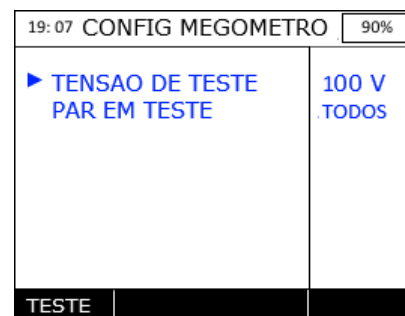 19:07 CONFIG MEGOMETRO 90%
▶ TENSAO DE TESTE 100 V
PAR EM TESTE .TODOS
TESTE